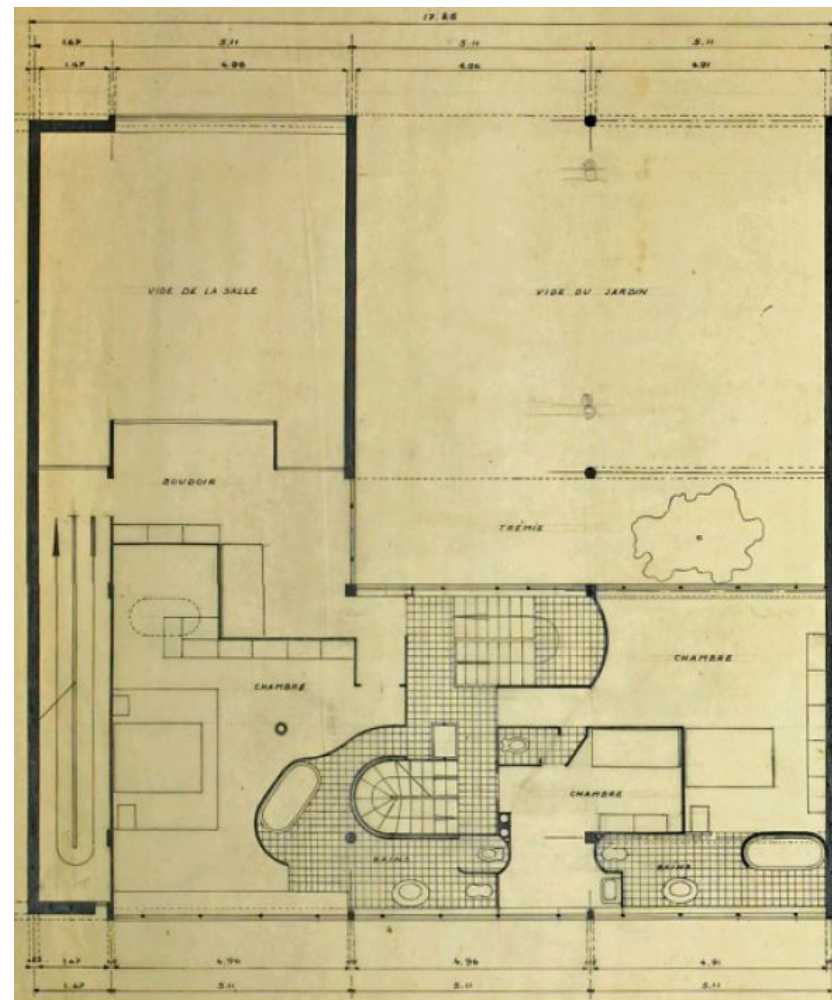 17.86
1.67 5.11 5.11 5.11
1.47 4.96 4.96 4.91
VIDE DE LA SALLE
VIDE DU JARDIN
BOUDOIR
TRÉMIE
CHAMBRE
CHAMBRE
CHAMBRE
BAINS
BAINS
1.47 4.96 4.96 4.91
1.67 5.11 5.11 5.11